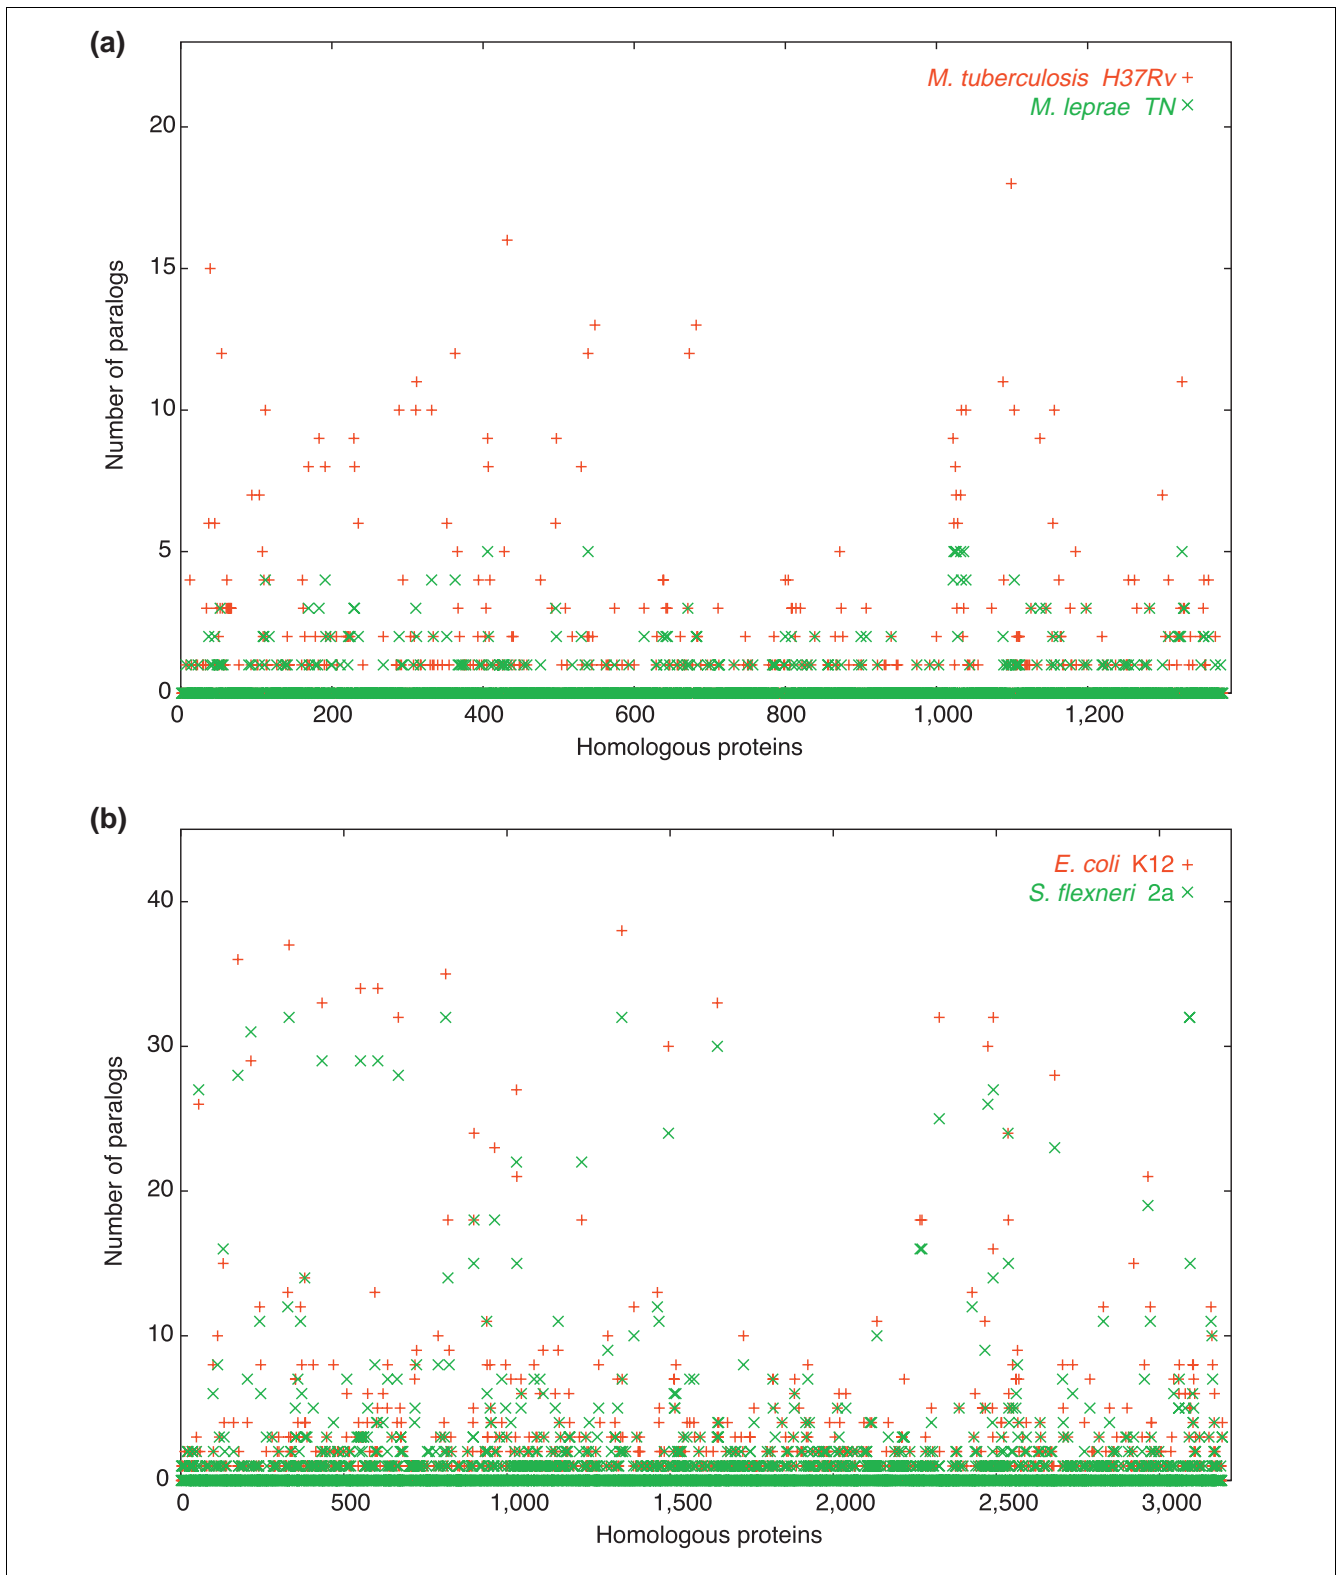 (a)
M. tuberculosis H37Rv +
M. leprae TN ×
20
15
10
5
0
Number of paralogs
0 200 400 600 800 1,000 1,200
Homologous proteins
(b)
E. coli K12 +
S. flexneri 2a ×
40
30
20
10
0
Number of paralogs
0 500 1,000 1,500 2,000 2,500 3,000
Homologous proteins